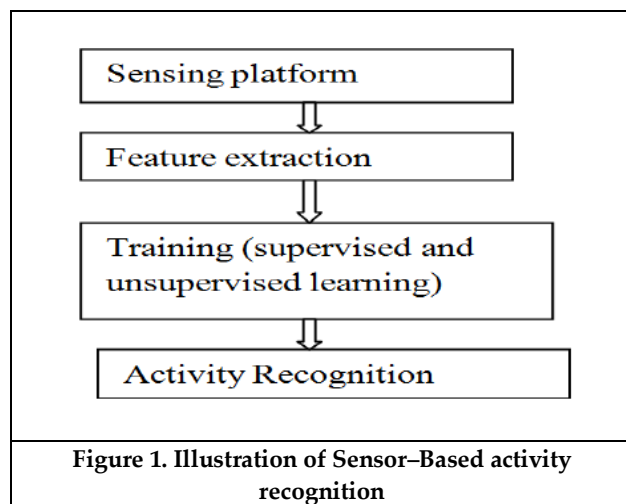 Sensing platform
Feature extraction
Training (supervised and
unsupervised learning)
Activity Recognition
Figure 1. Illustration of Sensor–Based activity
recognition